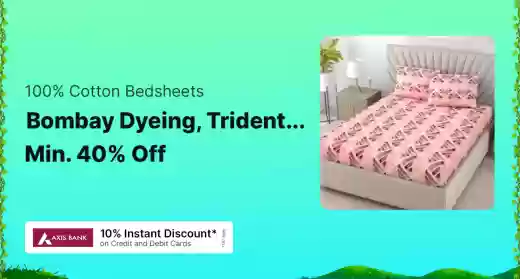 100% Cotton Bedsheets
Bombay Dyeing, Trident...
Min. 40% Off
AXIS BANK
10% Instant Discount*
on Credit and Debit Cards